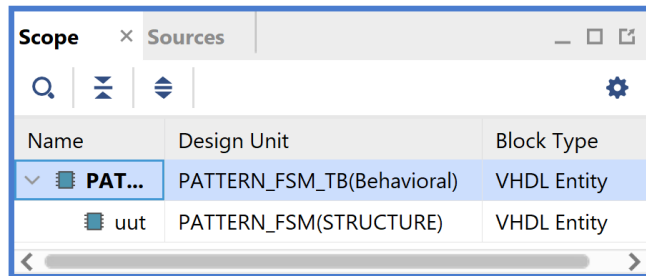 Scope × Sources
Name Design Unit Block Type
PAT... PATTERN_FSM_TB(Behavioral) VHDL Entity
uut PATTERN_FSM(STRUCTURE) VHDL Entity